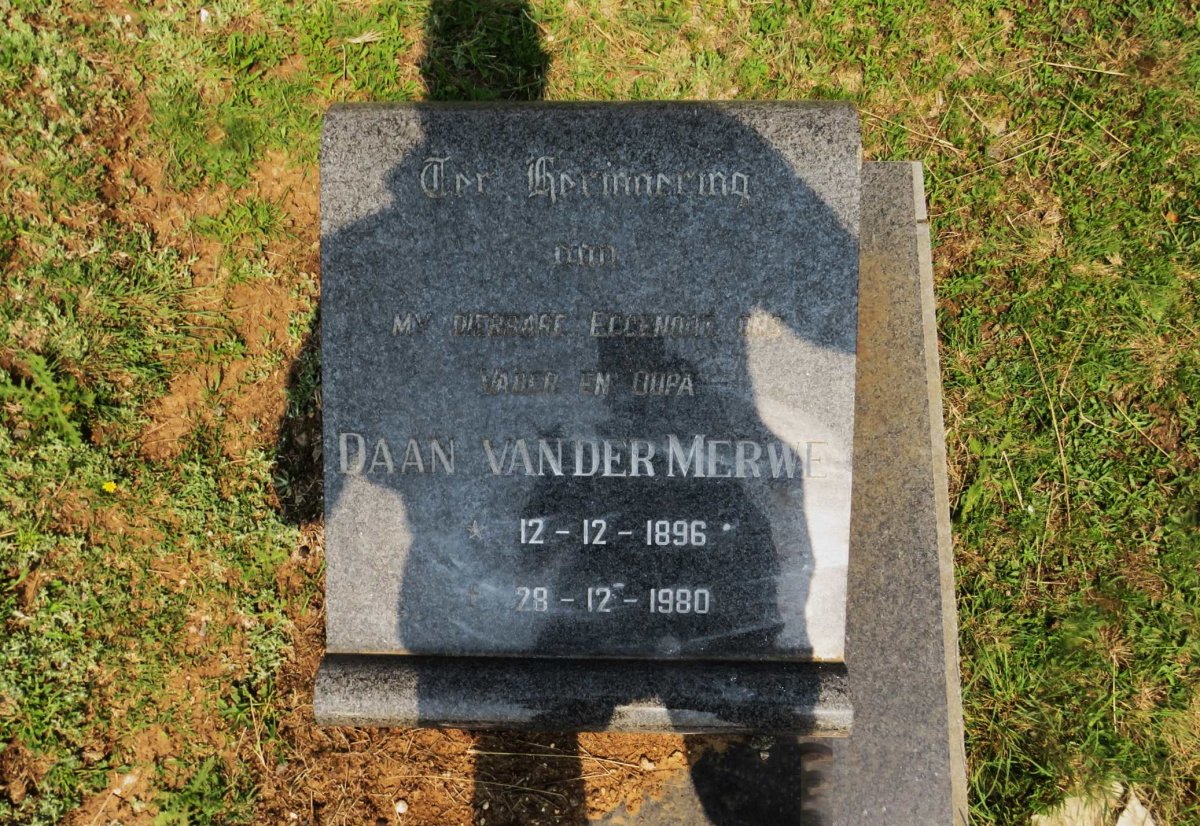 Ter Herinnering
aan
MY DIERBARE EGGENOOT ONS
VADER EN OUPA
DAAN VAN DER MERWE
* 12 - 12 - 1896
† 28 - 12 - 1980